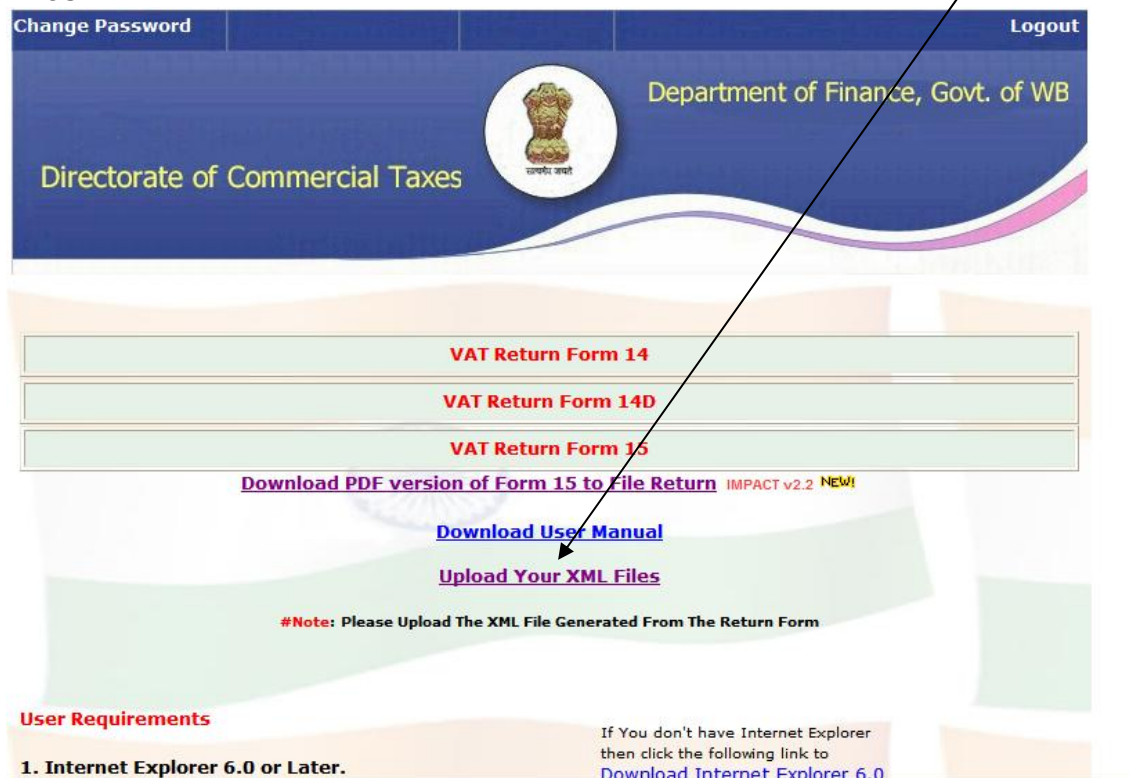 Change Password
Logout
Department of Finance, Govt. of WB
Directorate of Commercial Taxes
सत्यमेव जयते
VAT Return Form 14
VAT Return Form 14D
VAT Return Form 15
Download PDF version of Form 15 to File Return IMPACT v2.2 NEW!
Download User Manual
Upload Your XML Files
#Note: Please Upload The XML File Generated From The Return Form
User Requirements
1. Internet Explorer 6.0 or Later.
If You don't have Internet Explorer
then click the following link to
Download Internet Explorer 6.0